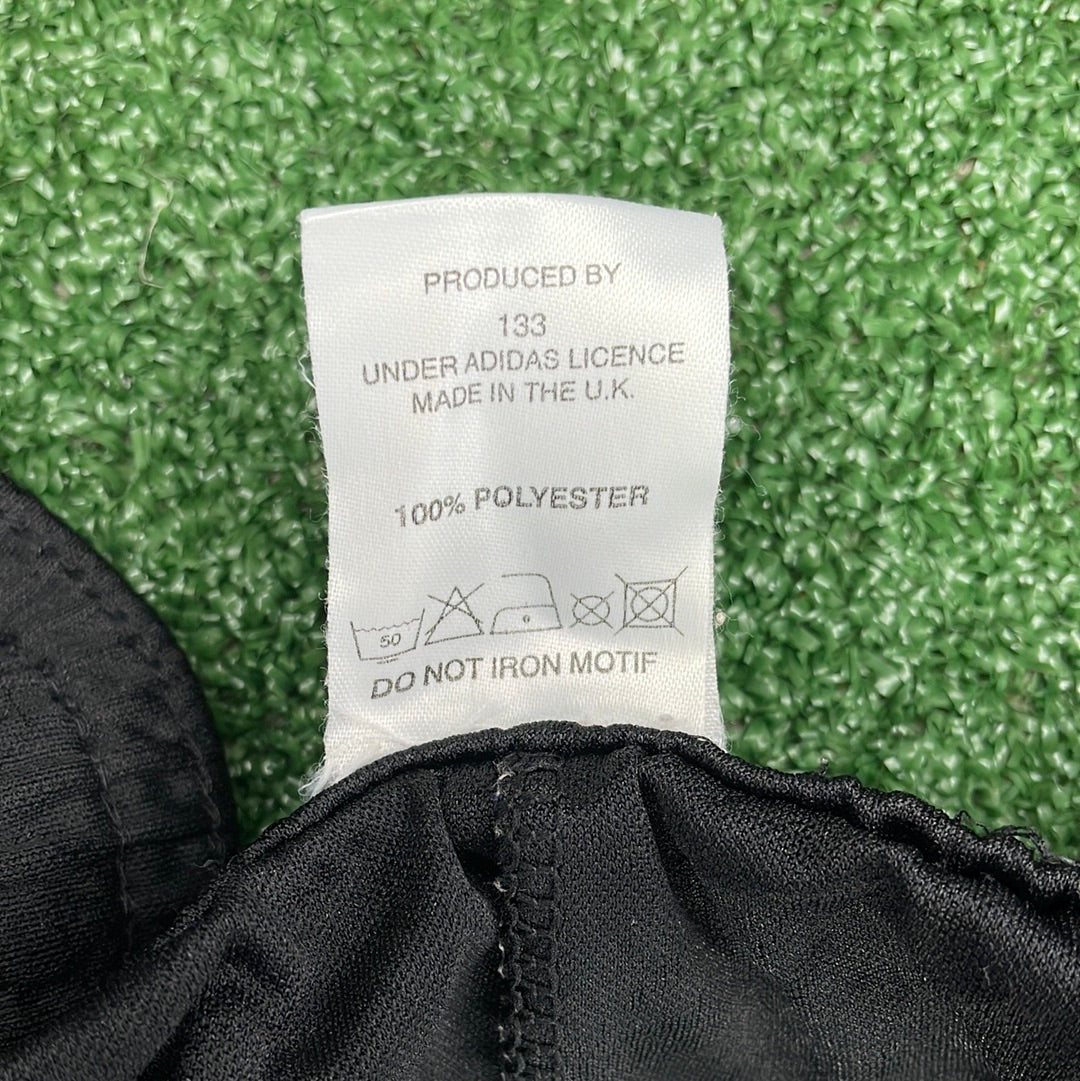 PRODUCED BY
133
UNDER ADIDAS LICENCE
MADE IN THE U.K.
100% POLYESTER
50
DO NOT IRON MOTIF